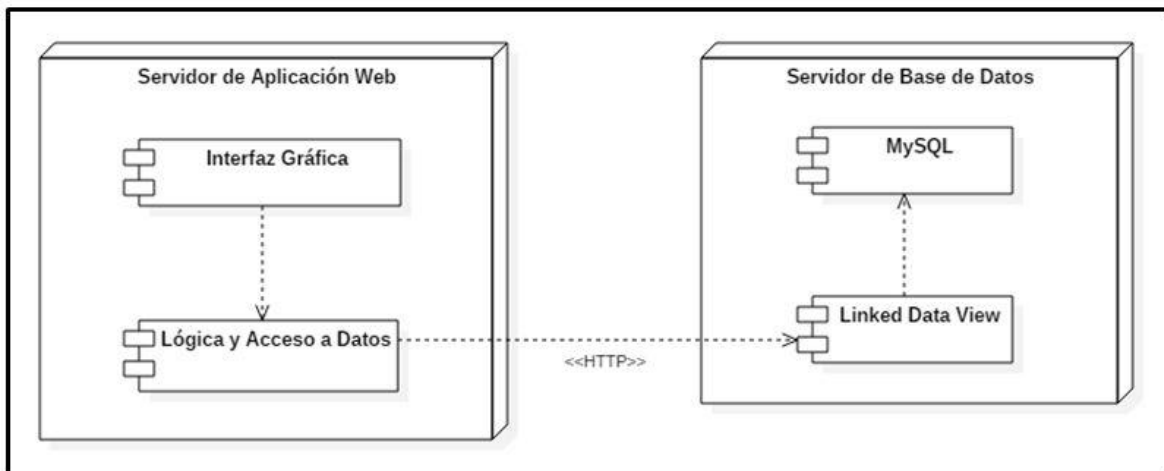 Servidor de Aplicación Web
Servidor de Base de Datos
Interfaz Gráfica
MySQL
Lógica y Acceso a Datos
<<HTTP>>
Linked Data View